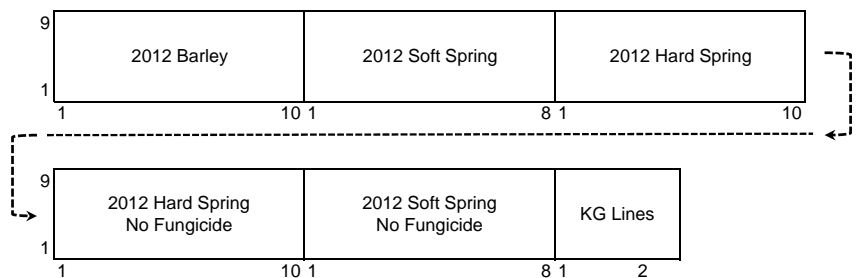 9
2012 Barley 2012 Soft Spring 2012 Hard Spring
1
1 10 1 8 1 10
9
2012 Hard Spring 2012 Soft Spring
No Fungicide No Fungicide KG Lines
1
1 10 1 8 1 2